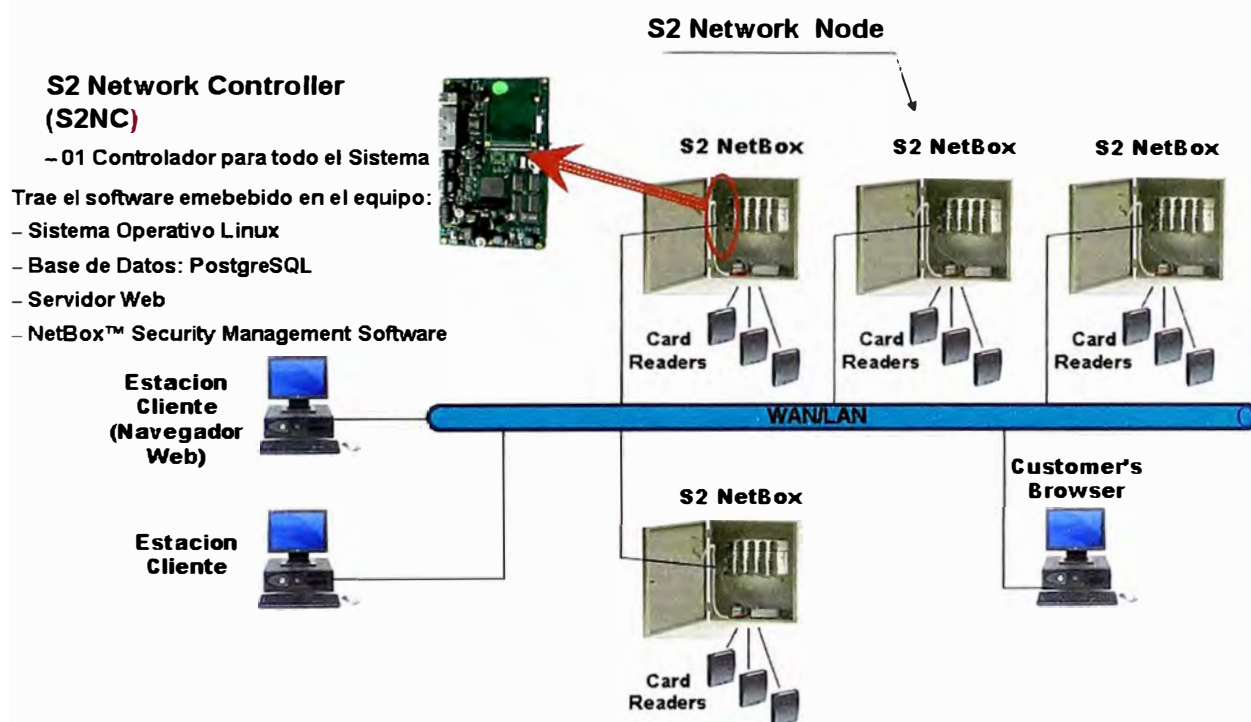 S2 Network Node
S2 Network Controller
(S2NC)
– 01 Controlador para todo el Sistema
Trae el software emebebido en el equipo:
– Sistema Operativo Linux
– Base de Datos: PostgreSQL
– Servidor Web
– NetBox™ Security Management Software
S2 NetBox
S2 NetBox
S2 NetBox
Card
Readers
Card
Readers
Card
Readers
Estacion
Cliente
(Navegador
Web)
WAN/LAN
Estacion
Cliente
S2 NetBox
Card
Readers
Customer's
Browser